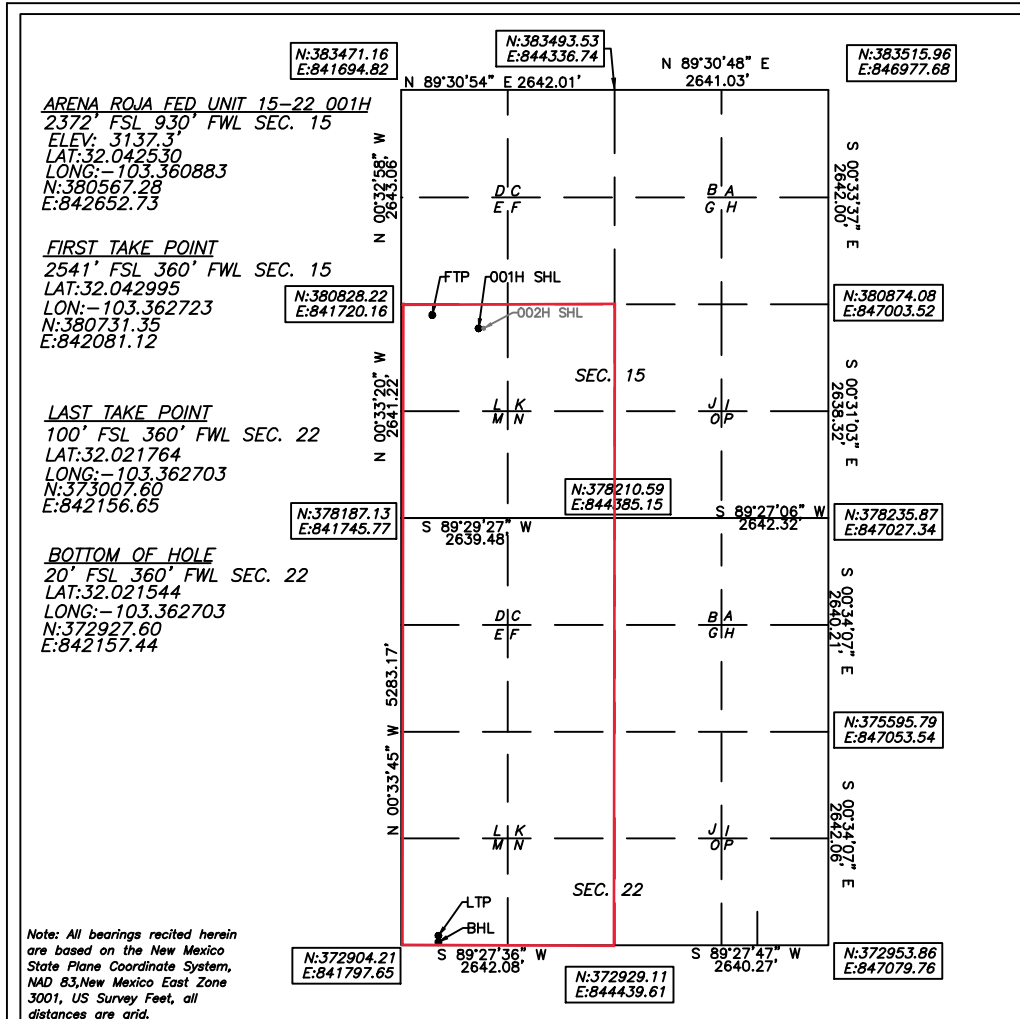 N:383471.16
E:841694.82
N:383493.53
E:844336.74
N:383515.96
E:846977.68
N 89°30'54" E 2642.01'
N 89°30'48" E
2641.03'
ARENA ROJA FED UNIT 15-22 001H
2372' FSL 930' FWL SEC. 15
ELEV: 3137.3'
LAT:32.042530
LONG:-103.360883
N:380567.28
E:842652.73
FIRST TAKE POINT
2541' FSL 360' FWL SEC. 15
LAT:32.042995
LON:-103.362723
N:380731.35
E:842081.12
LAST TAKE POINT
100' FSL 360' FWL SEC. 22
LAT:32.021764
LONG:-103.362703
N:373007.60
E:842156.65
BOTTOM OF HOLE
20' FSL 360' FWL SEC. 22
LAT:32.021544
LONG:-103.362703
N:372927.60
E:842157.44
Note: All bearings recited herein
are based on the New Mexico
State Plane Coordinate System,
NAD 83,New Mexico East Zone
3001, US Survey Feet, all
distances are grid.
N 00°32'58" W
2643.06'
D C
E F
B A
G H
S 00°33'37" E
2642.00'
N:380828.22
E:841720.16
FTP
001H SHL
002H SHL
N:380874.08
E:847003.52
SEC. 15
N 00°33'20" W
2641.22'
L K
M N
J I
O P
S 00°31'03" E
2638.32'
N:378187.13
E:841745.77
N:378210.59
E:844385.15
S 89°29'27" W
2639.48'
S 89°27'06" W
2642.32'
N:378235.87
E:847027.34
D C
E F
B A
G H
S 00°34'07" E
2640.21'
N 00°33'45" W 5283.17'
N:375595.79
E:847053.54
L K
M N
J I
O P
S 00°34'07" E
2642.06'
SEC. 22
LTP
BHL
N:372904.21
E:841797.65
S 89°27'36" W
2642.08'
N:372929.11
E:844439.61
S 89°27'47" W
2640.27'
N:372953.86
E:847079.76